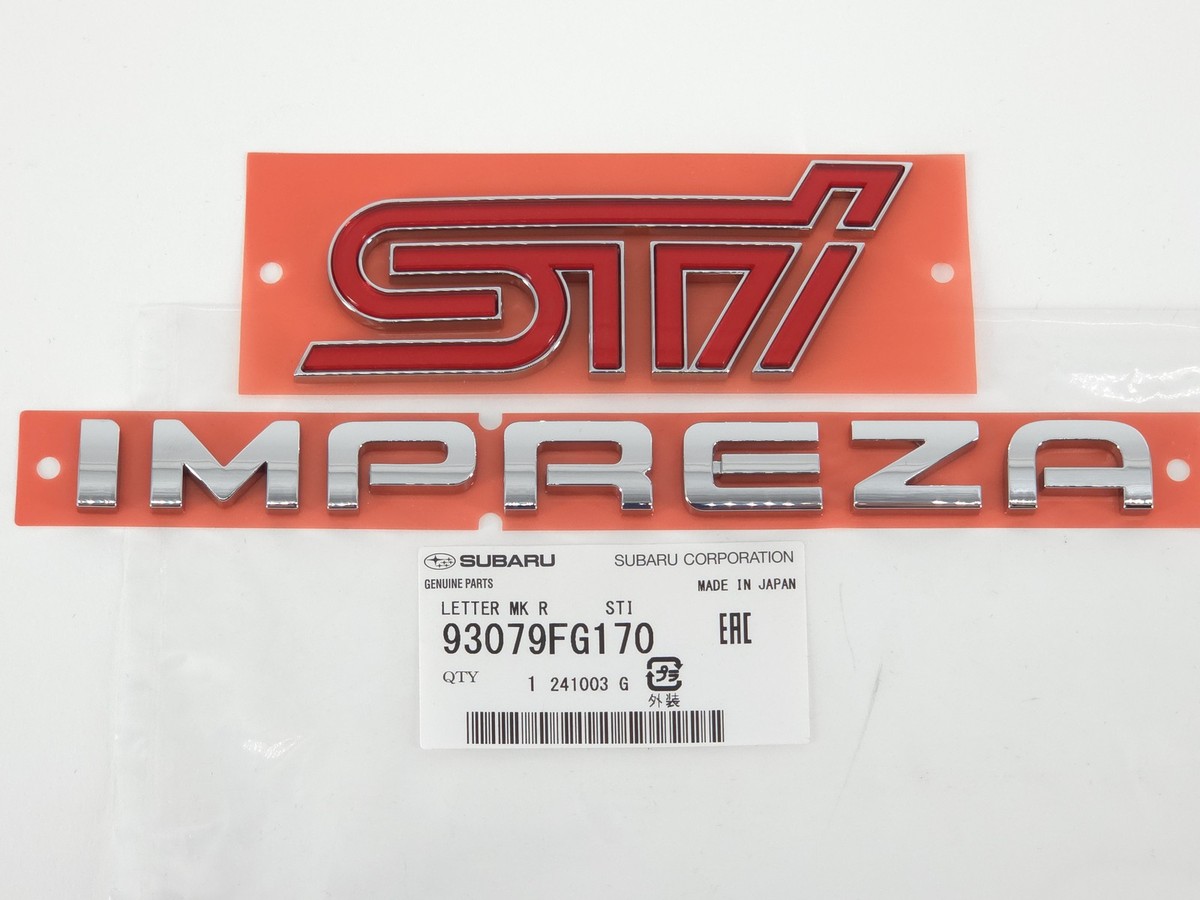 STi
IMPREZA
SUBARU SUBARU CORPORATION
GENUINE PARTS MADE IN JAPAN
LETTER MK R STI
93079FG170 EAC
QTY 1 241003 G プラ
外装